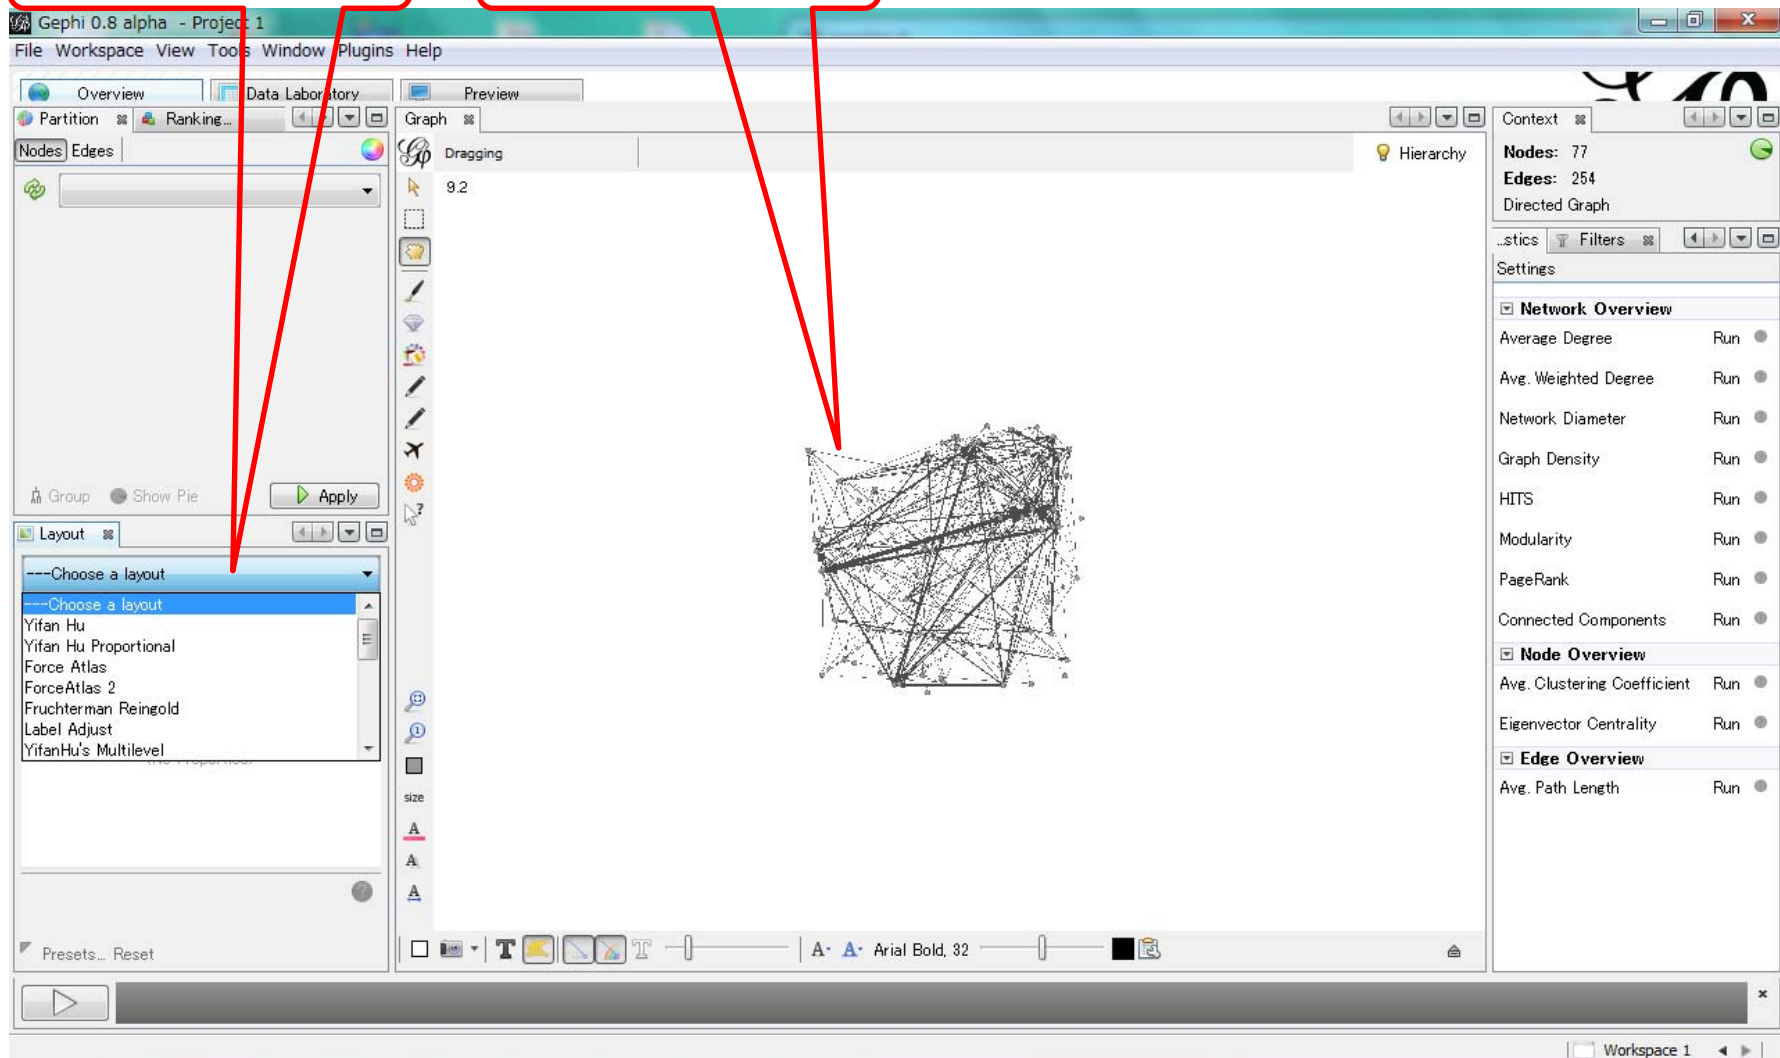 Gephi 0.8 alpha - Project 1
File Workspace View Tools Window Plugins Help
Overview Data Laboratory Preview
Partition Ranking...
Nodes Edges
Group Show Pie Apply
Layout
---Choose a layout
---Choose a layout
Yifan Hu
Yifan Hu Proportional
Force Atlas
ForceAtlas 2
Fruchterman Reingold
Label Adjust
YifanHu's Multilevel
Presets... Reset
Graph
Dragging
Hierarchy
9.2
size
A
A
A
T T A- A- Arial Bold, 32
Context
Nodes: 77
Edges: 254
Directed Graph
...stics Filters
Settings
Network Overview
Average Degree Run
Avg. Weighted Degree Run
Network Diameter Run
Graph Density Run
HITS Run
Modularity Run
PageRank Run
Connected Components Run
Node Overview
Avg. Clustering Coefficient Run
Eigenvector Centrality Run
Edge Overview
Avg. Path Length Run
Workspace 1